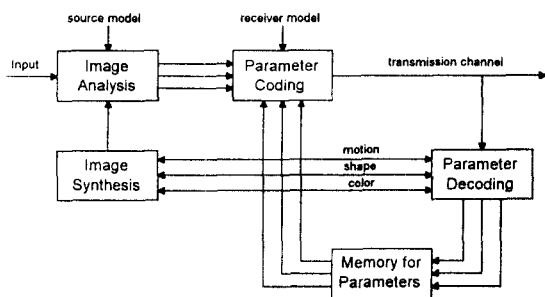 source model
receiver model
Input
Image
Analysis
Parameter
Coding
transmission channel
Image
Synthesis
motion
shape
color
Parameter
Decoding
Memory for
Parameters